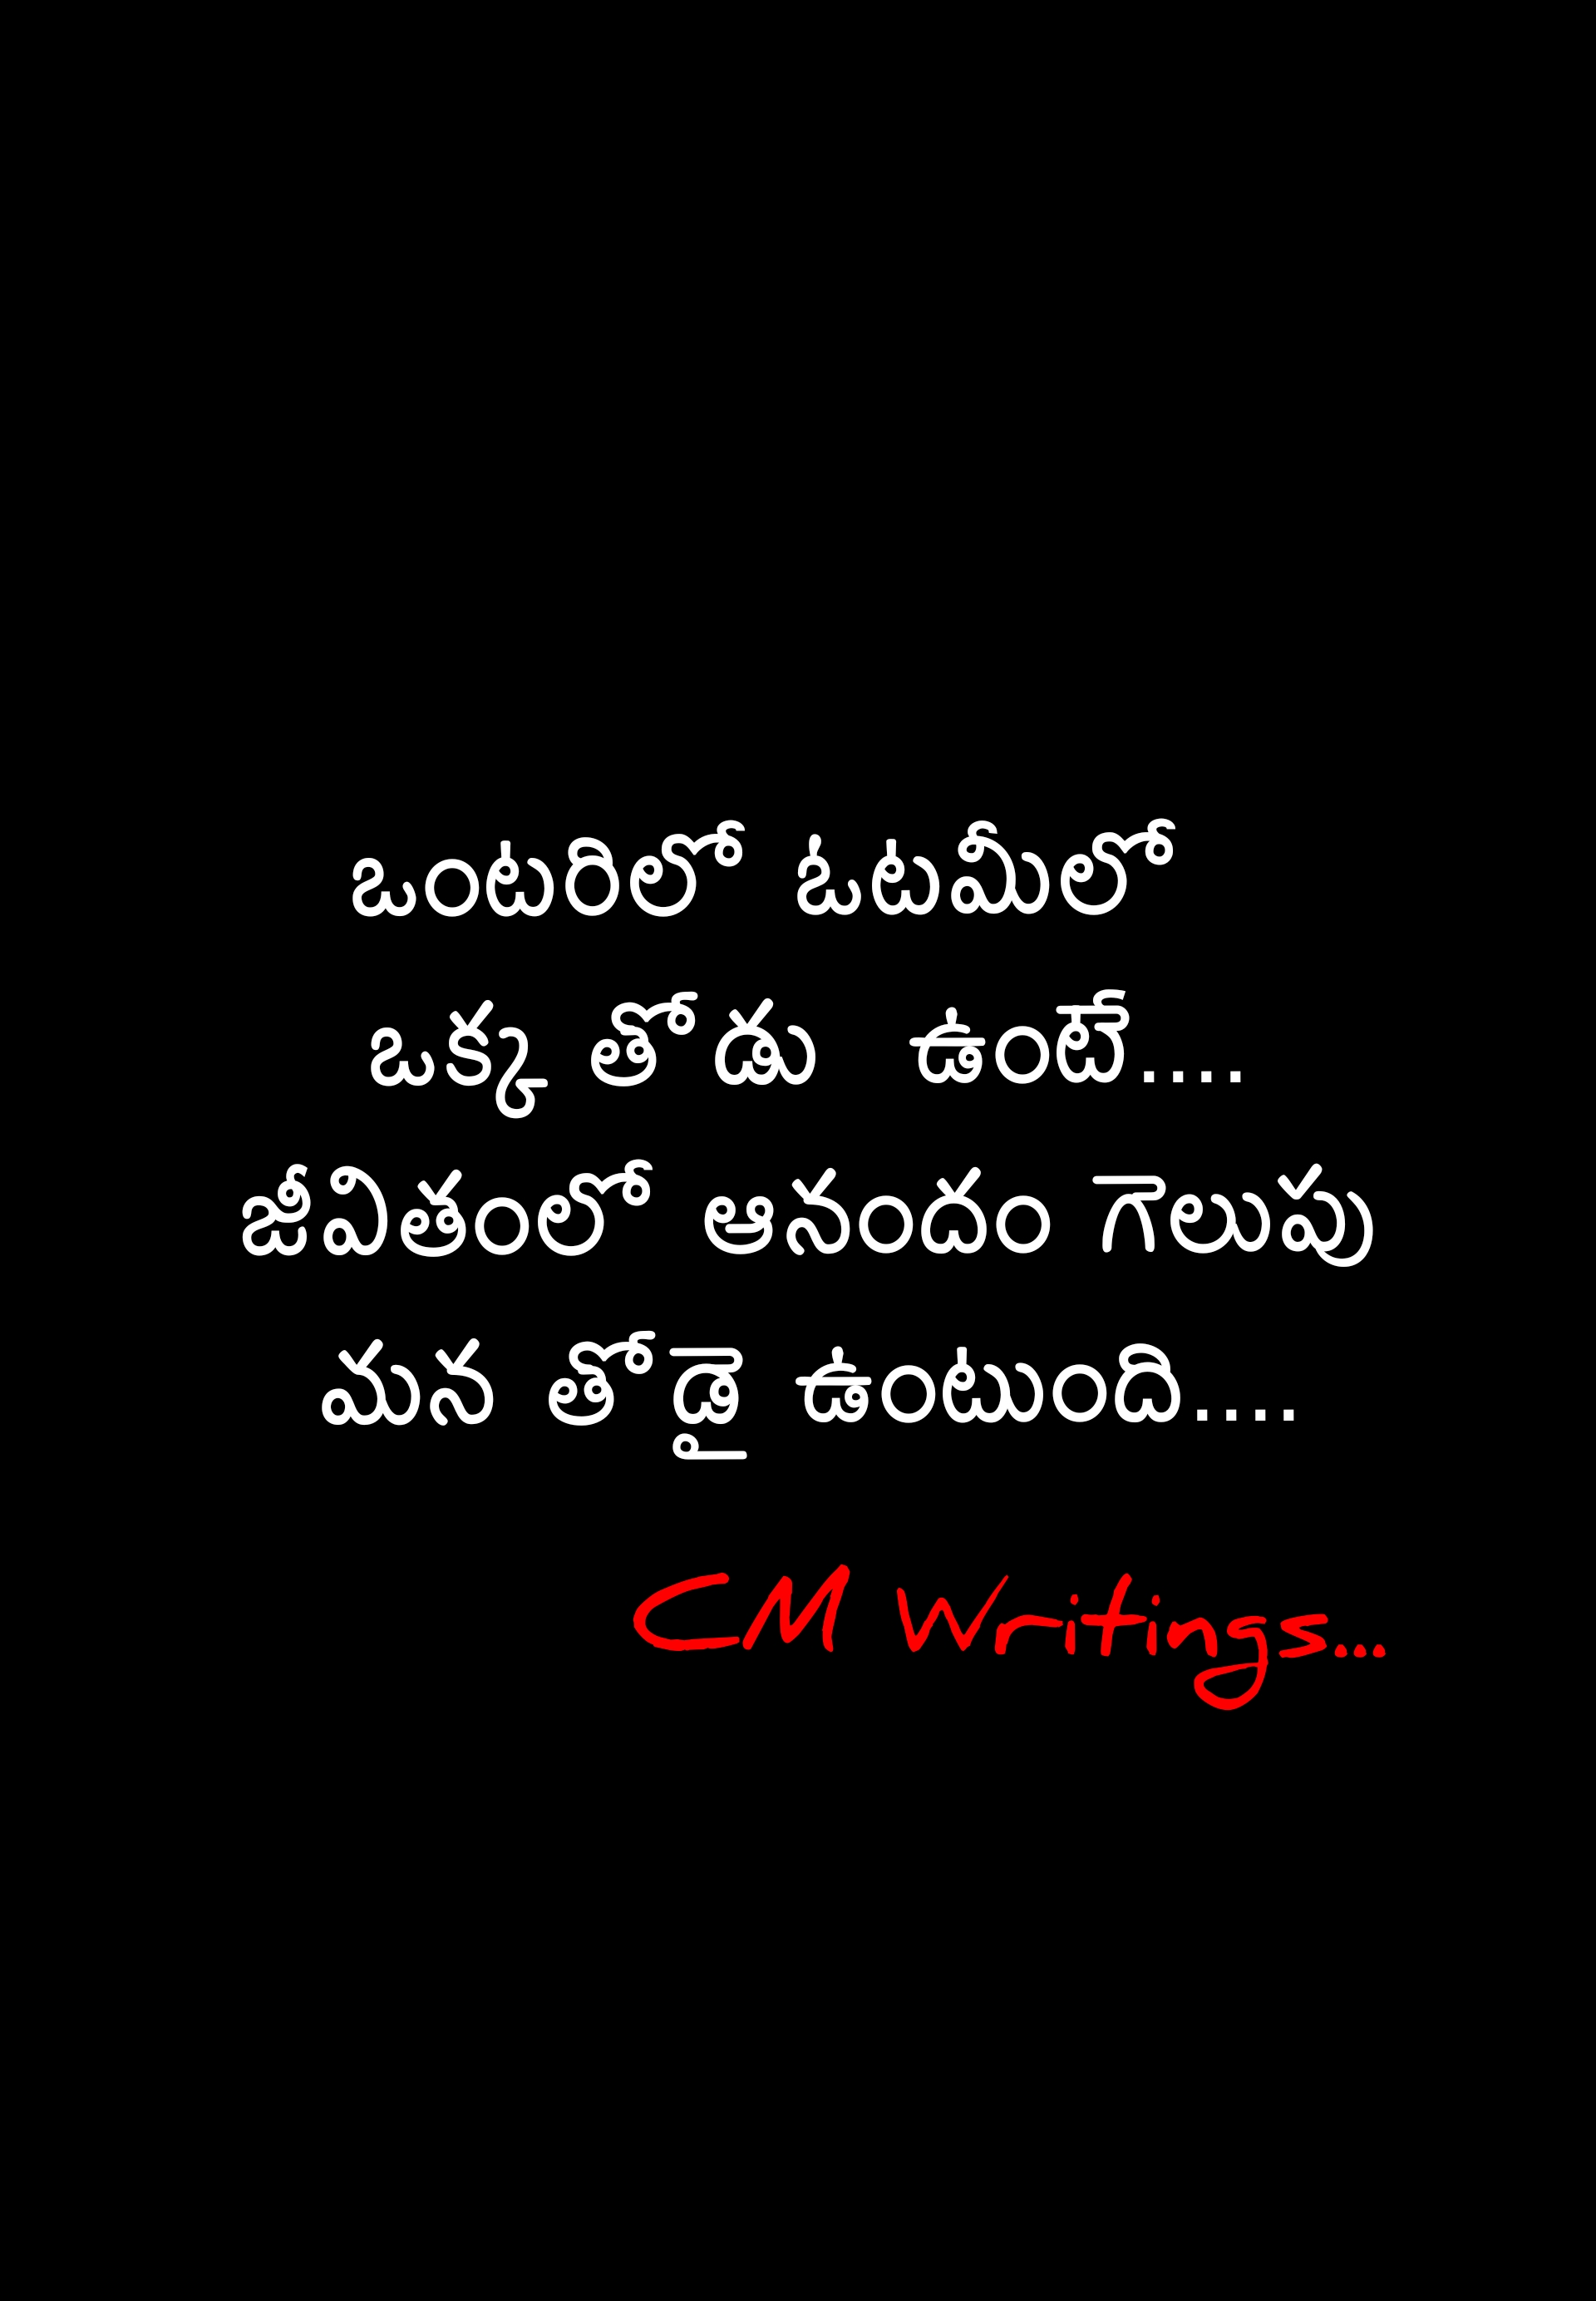 ఒంటరిలో ఓటమీలో
ఒక్క తోడు ఉంటే....
జీవితంలో ఆనందం గెలుపు
మన తోడై ఉంటుంది....
CM Writings...